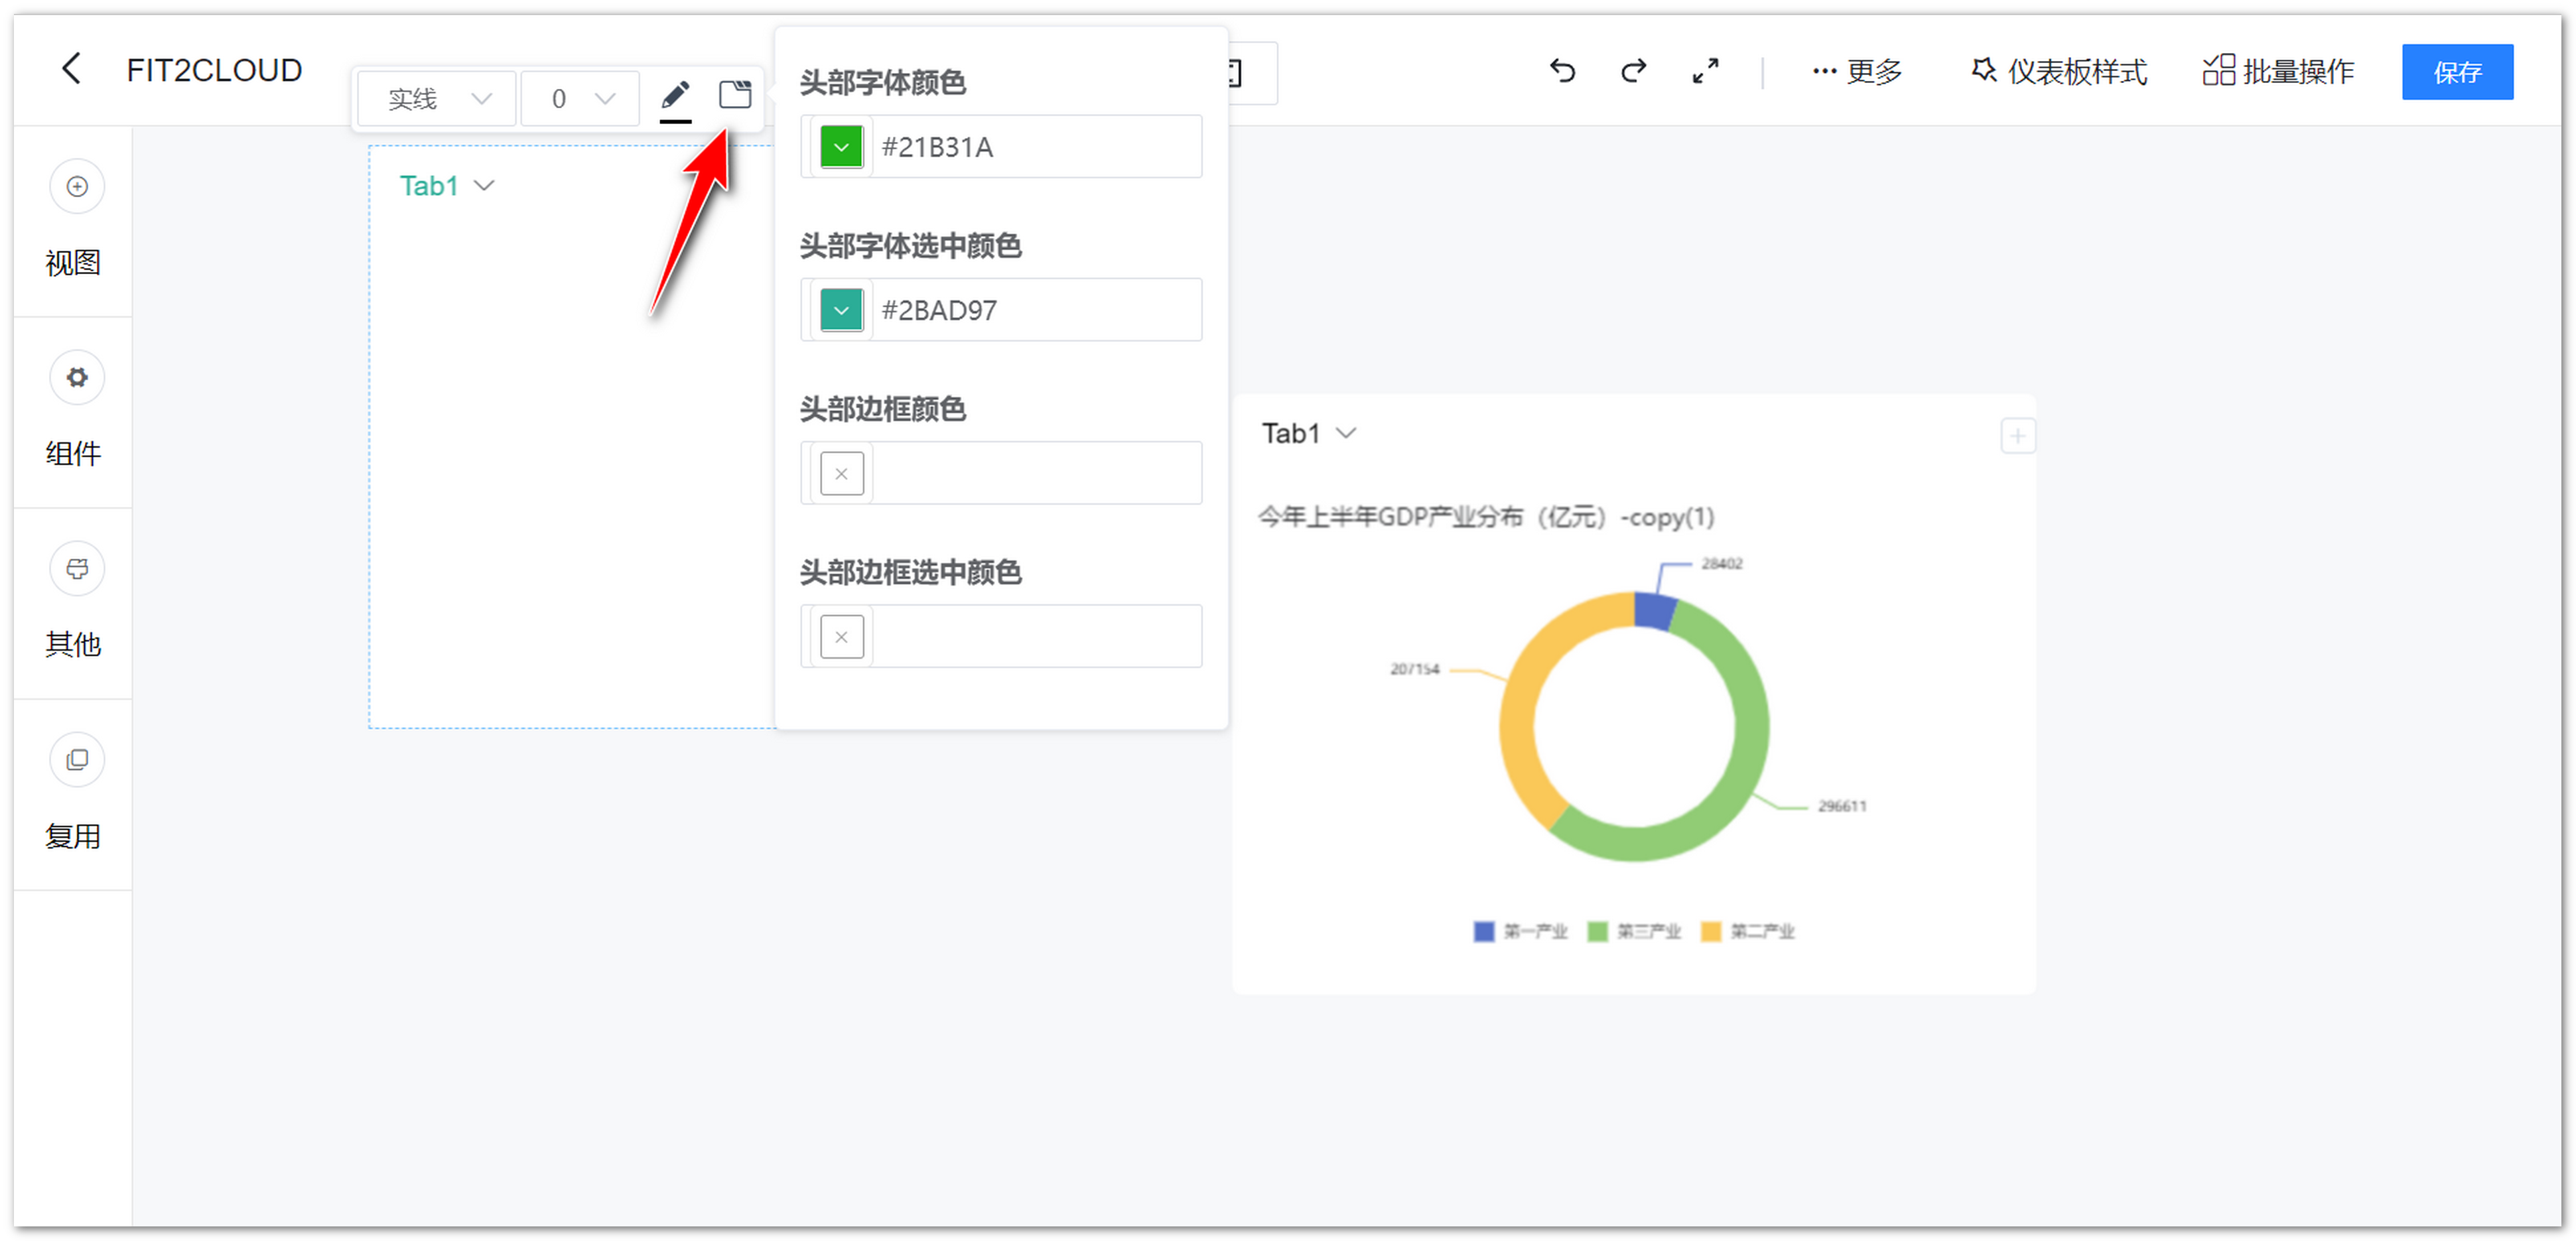 FIT2CLOUD
实线
0
更多
仪表板样式
批量操作
保存
视图
组件
其他
复用
Tab1
头部字体颜色
#21B31A
头部字体选中颜色
#2BAD97
头部边框颜色
头部边框选中颜色
Tab1
今年上半年GDP产业分布（亿元）-copy(1)
28402
207154
296611
第一产业
第三产业
第二产业